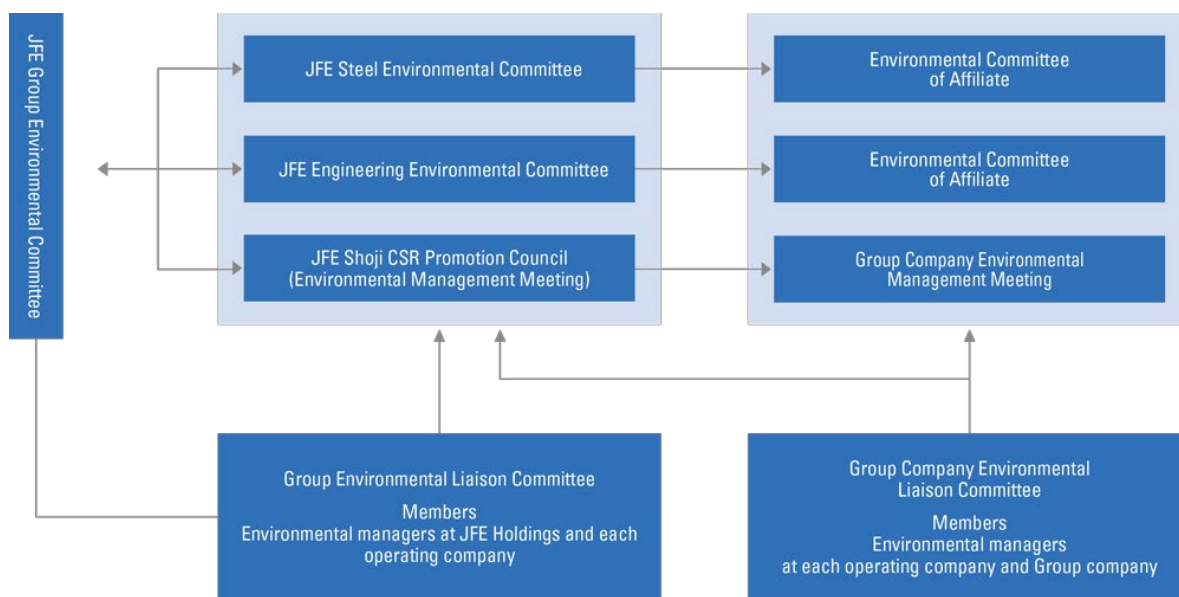 JFE Group Environmental Committee
JFE Steel Environmental Committee
Environmental Committee
of Affiliate
JFE Engineering Environmental Committee
Environmental Committee
of Affiliate
JFE Shoji CSR Promotion Council
(Environmental Management Meeting)
Group Company Environmental
Management Meeting
Group Environmental Liaison Committee
Members
Environmental managers at JFE Holdings and each
operating company
Group Company Environmental
Liaison Committee
Members
Environmental managers
at each operating company and Group company